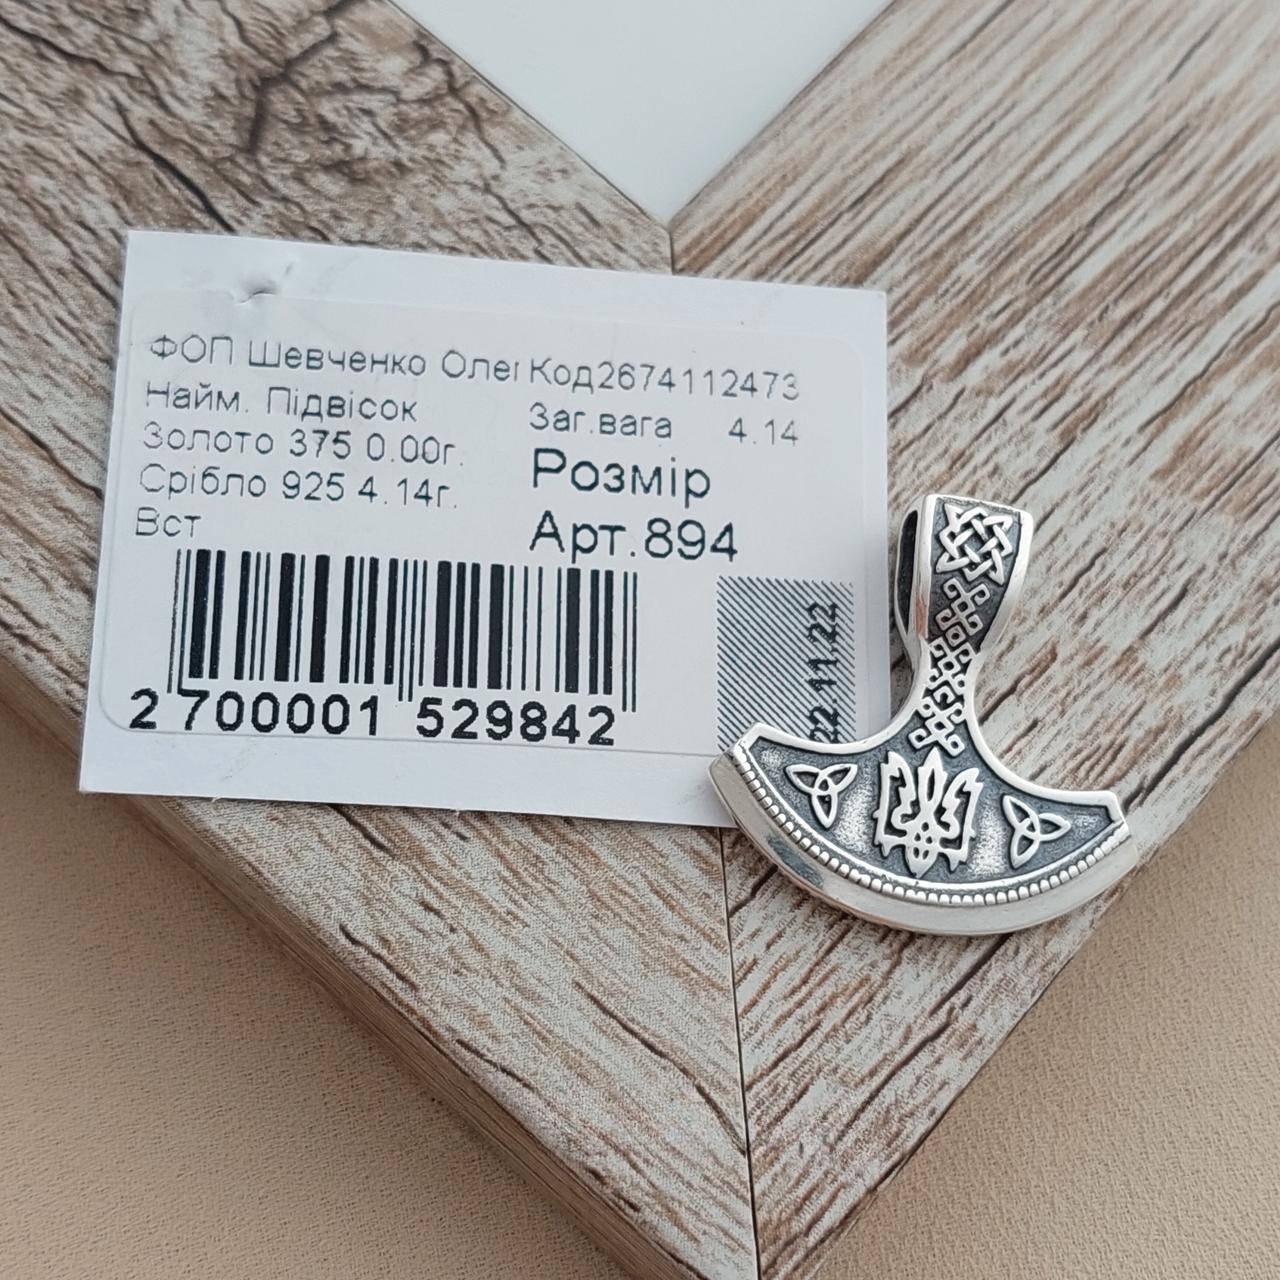 ФОП Шевченко Олег Код2674112473
Найм. Підвісок
Заг.вага 4.14
Золото 375 0.00г.
Срібло 925 4.14г.
Розмір
Вст
Арт.894
2 700001 529842
22.11.22